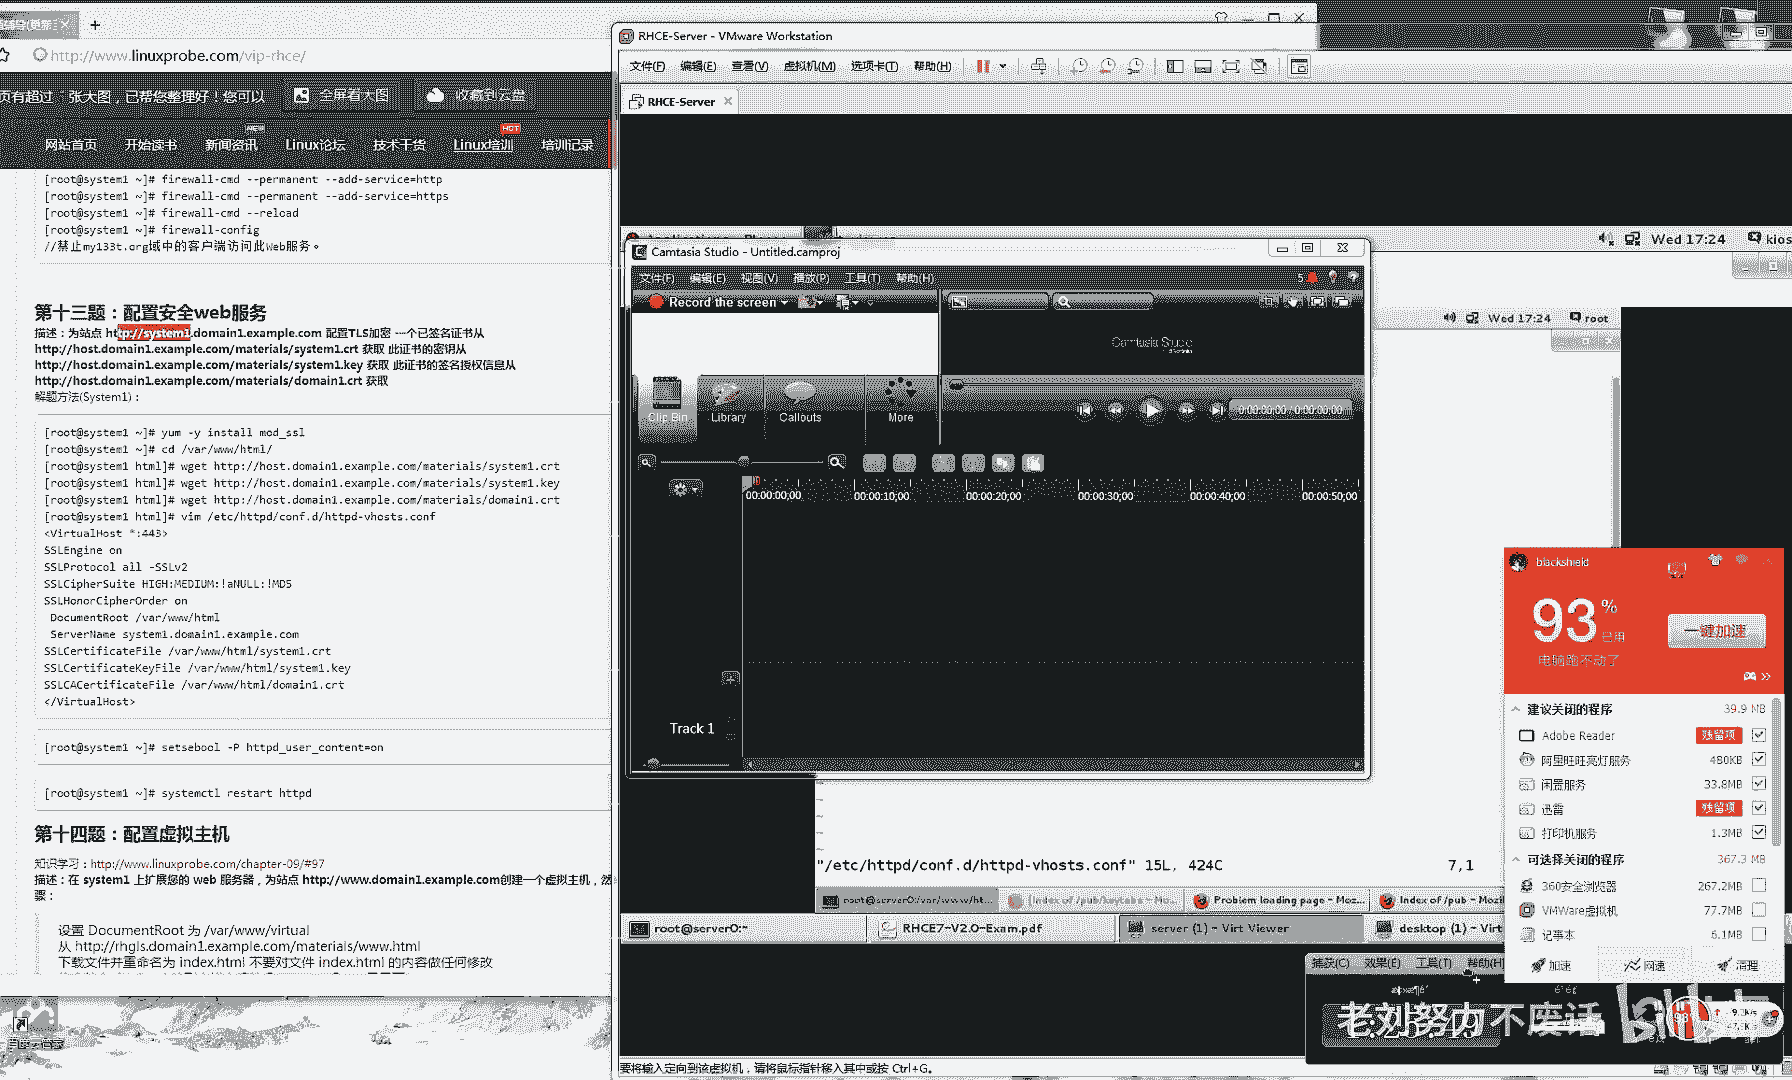 http://www.linuxprobe.com/vip-rhce/
页有超过一张大图，已帮您整理好！您可以
全屏看大图
收藏到云盘
网站首页
开始读书
新闻资讯
NEW
Linux论坛
技术干货
Linux培训
HOT
培训记录
[root@system1 ~]# firewall-cmd --permanent --add-service=http
[root@system1 ~]# firewall-cmd --permanent --add-service=https
[root@system1 ~]# firewall-cmd --reload
[root@system1 ~]# firewall-config
//禁止my133t.org域中的客户端访问此Web服务。
第十三题：配置安全web服务
描述：为站点 http://system1.domain1.example.com 配置TLS加密 一个已签名证书从
http://host.domain1.example.com/materials/system1.crt 获取 此证书的密钥从
http://host.domain1.example.com/materials/system1.key 获取 此证书的签名授权信息从
http://host.domain1.example.com/materials/domain1.crt 获取
解题方法(System1)：
[root@system1 ~]# yum -y install mod_ssl
[root@system1 ~]# cd /var/www/html/
[root@system1 html]# wget http://host.domain1.example.com/materials/system1.crt
[root@system1 html]# wget http://host.domain1.example.com/materials/system1.key
[root@system1 html]# wget http://host.domain1.example.com/materials/domain1.crt
[root@system1 html]# vim /etc/httpd/conf.d/httpd-vhosts.conf
<VirtualHost *:443>
SSLEngine on
SSLProtocol all -SSLv2
SSLCipherSuite HIGH:MEDIUM:!aNULL:!MD5
SSLHonorCipherOrder on
DocumentRoot /var/www/html
ServerName system1.domain1.example.com
SSLCertificateFile /var/www/html/system1.crt
SSLCertificateKeyFile /var/www/html/system1.key
SSLCACertificateFile /var/www/html/domain1.crt
</VirtualHost>
[root@system1 ~]# setsebool -P httpd_user_content=on
[root@system1 ~]# systemctl restart httpd
第十四题：配置虚拟主机
知识学习：http://www.linuxprobe.com/chapter-09/#97
描述：在 system1 上扩展您的 web 服务器，为站点 http://www.domain1.example.com创建一个虚拟主机，然
骤：
设置 DocumentRoot 为 /var/www/virtual
从 http://rhgls.domain1.example.com/materials/www.html
下载文件并重命名为 index.html 不要对文件 index.html 的内容做任何修改
RHCE-Server - VMware Workstation
文件(F) 编辑(E) 查看(V) 虚拟机(M) 选项卡(T) 帮助(H)
RHCE-Server
Wed 17:24
kios
Camtasia Studio - Untitled.camproj
文件(F) 编辑(E) 视图(V) 播放(P) 工具(T) 帮助(H)
5
Record the screen
Camtasia Studio
Clip Bin
Library
Callouts
More
0:00:00:00 / 0:00:00:00
00:00:00;00
00:00:10;00
00:00:20;00
00:00:30;00
00:00:40;00
00:00:50;00
Track 1
Wed 17:24
root
"/etc/httpd/conf.d/httpd-vhosts.conf" 15L, 424C
7,1
root@server0:/var/www/ht...
[Index of /pub/keytabs - Mo...
Problem loading page - Moz...
Index of /pub - Mozil
root@server0:~
RHCE7-V2.0-Exam.pdf
server (1) - Virt Viewer
desktop (1) - Virt
blackshield
93%
已用
一键加速
电脑跑不动了
建议关闭的程序
39.9 MB
Adobe Reader
残留项
阿里旺旺亮灯服务
480KB
闲置服务
33.8MB
迅雷
残留项
打印机服务
1.3MB
可选择关闭的程序
367.3 MB
360安全浏览器
267.2MB
VMWare虚拟机
77.7MB
记事本
6.1MB
加速
网速
清理
捕获(C) 效果(E) 工具(T) 帮助(H)
老刘努力不废话
bilibili
要将输入定向到该虚拟机，请将鼠标指针移入其中或按 Ctrl+G。